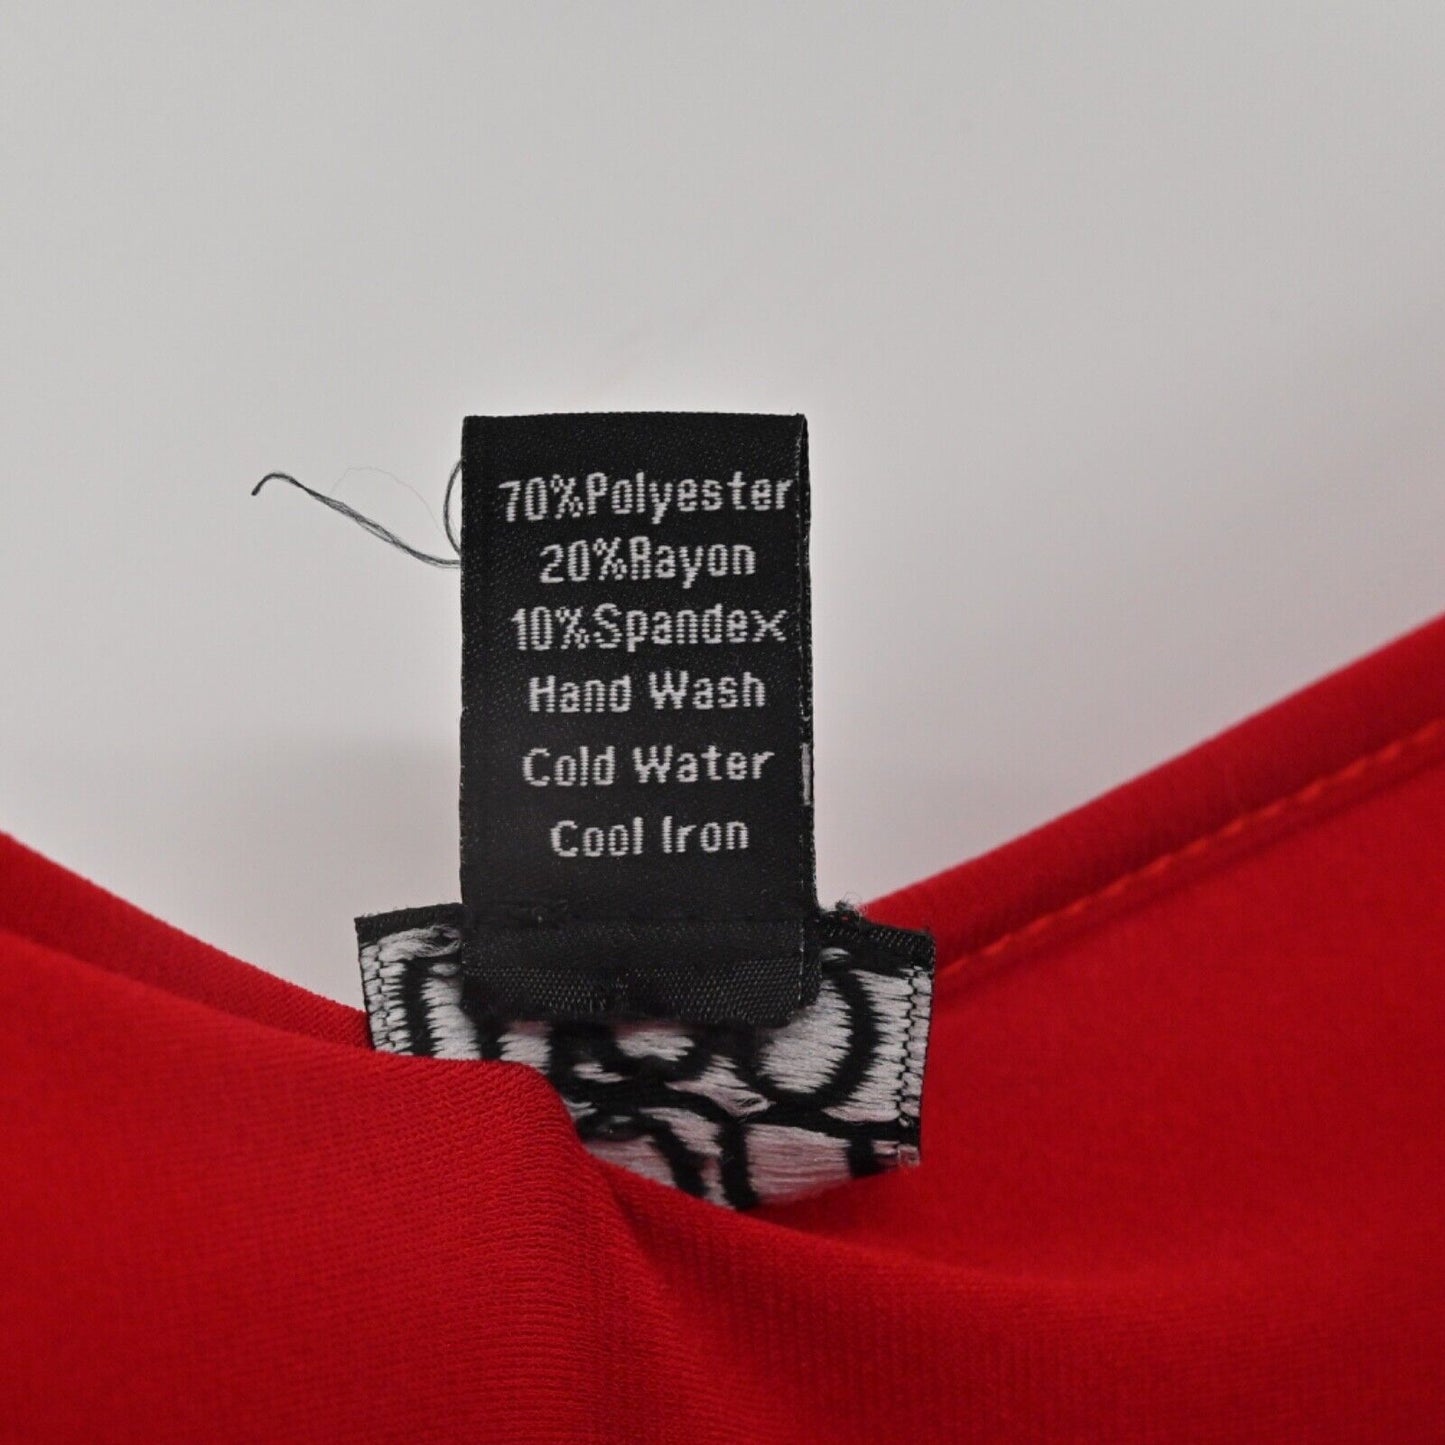 70%Polyester
20%Rayon
10%Spandex
Hand Wash
Cold Water
Cool Iron